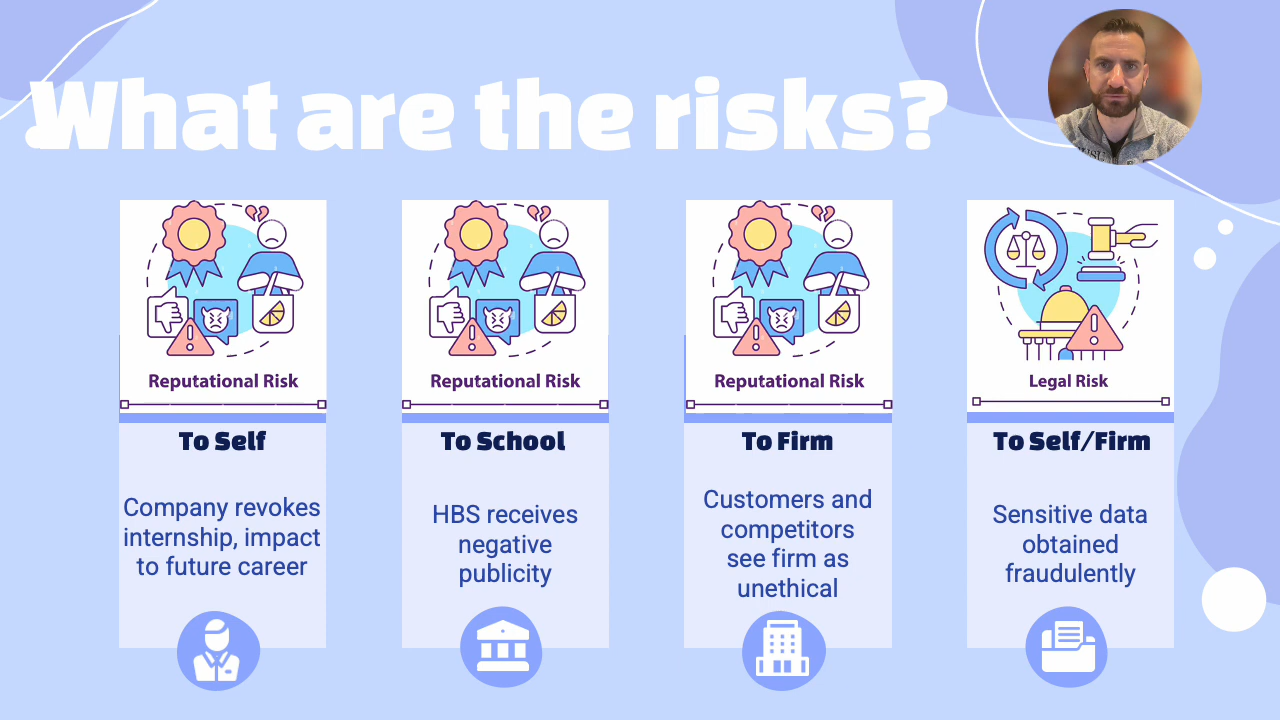 What are the risks?
Reputational Risk
To Self
Company revokes
internship, impact
to future career
Reputational Risk
To School
HBS receives
negative
publicity
Reputational Risk
To Firm
Customers and
competitors
see firm as
unethical
Legal Risk
To Self/Firm
Sensitive data
obtained
fraudulently